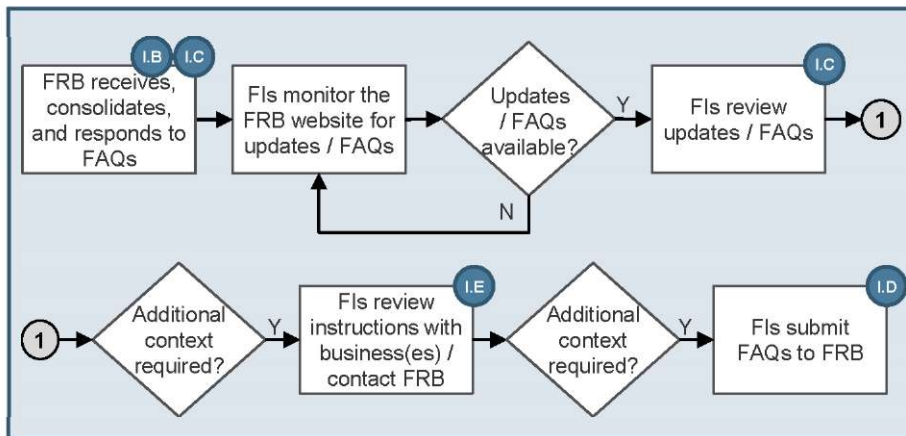 I.B
I.C
FRB receives,
consolidates,
and responds to
FAQs
FIs monitor the
FRB website for
updates / FAQs
Updates
/ FAQs
available?
Y
N
I.C
FIs review
updates / FAQs
1
1
Additional
context
required?
Y
I.E
FIs review
instructions with
business(es) /
contact FRB
Additional
context
required?
Y
I.D
FIs submit
FAQs to FRB